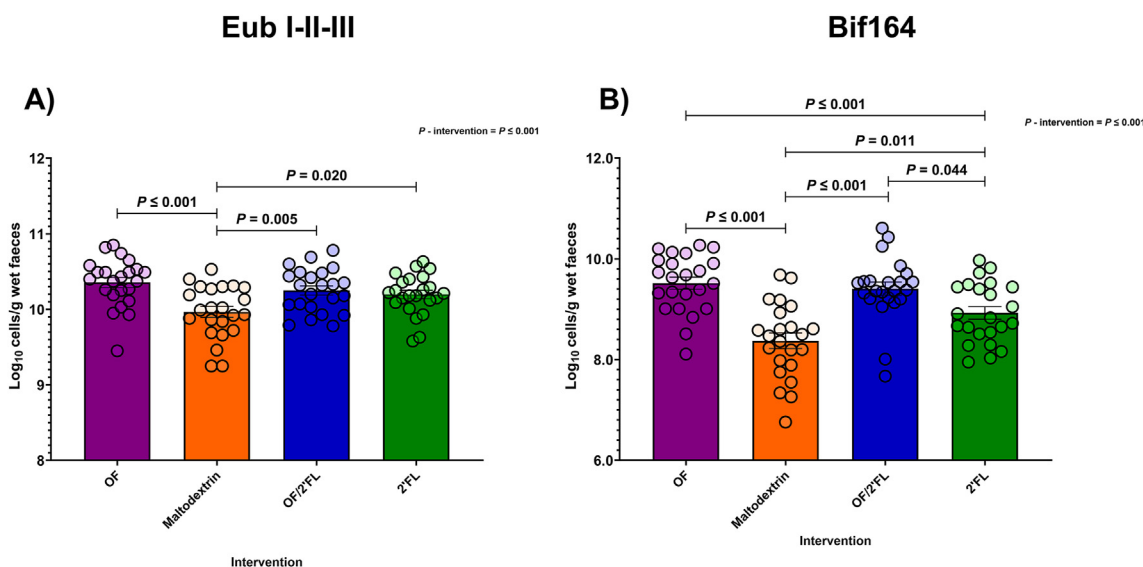 Eub I-II-III
A)
P - intervention = P ≤ 0.001
P = 0.020
P ≤ 0.001
P = 0.005
12
11
10
9
8
Log10 cells/g wet faeces
OF
Maltodextrin
OF/2'FL
2'FL
Intervention
Bif164
B)
P ≤ 0.001
P - intervention = P ≤ 0.001
P = 0.011
P = 0.044
P ≤ 0.001
P ≤ 0.001
12.0
10.0
8.0
6.0
Log10 cells/g wet faeces
OF
Maltodextrin
OF/2'FL
2'FL
Intervention